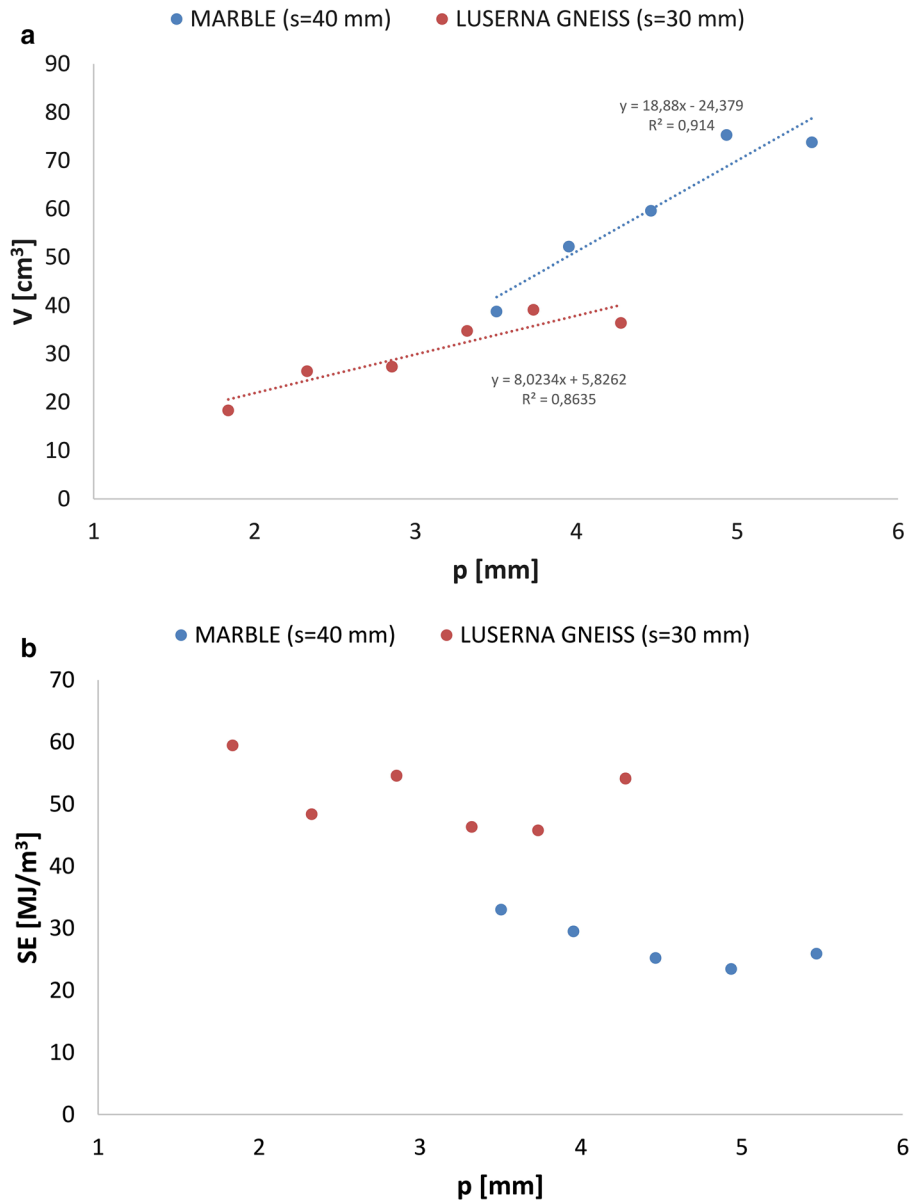 a
MARBLE (s=40 mm) LUSERNA GNEISS (s=30 mm)
90
80
70
60
50
40
30
20
10
0
V [cm³]
y = 18,88x - 24,379
R² = 0,914
y = 8,0234x + 5,8262
R² = 0,8635
1 2 3 4 5 6
p [mm]
b
MARBLE (s=40 mm) LUSERNA GNEISS (s=30 mm)
70
60
50
40
30
20
10
0
SE [MJ/m³]
1 2 3 4 5 6
p [mm]